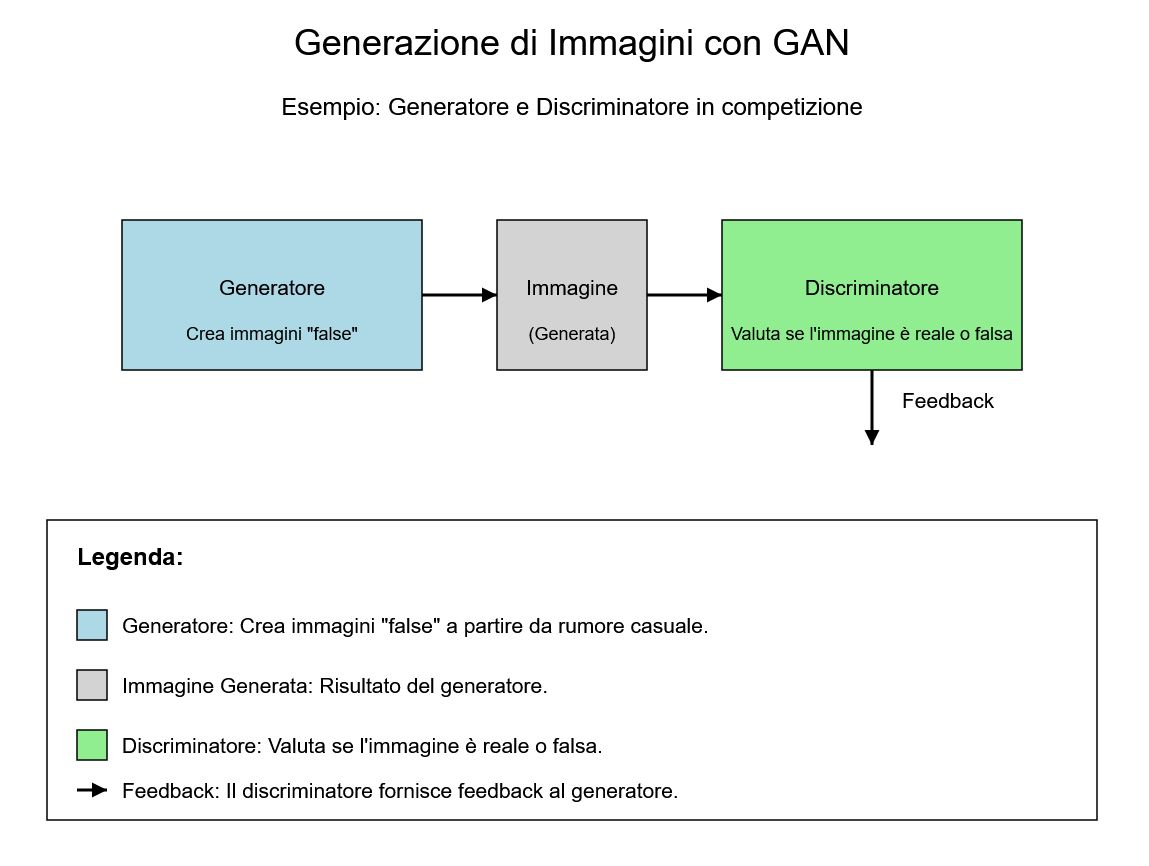 Generazione di Immagini con GAN
Esempio: Generatore e Discriminatore in competizione
Generatore
Crea immagini "false"
Immagine
(Generata)
Discriminatore
Valuta se l'immagine è reale o falsa
Feedback
Legenda:
Generatore: Crea immagini "false" a partire da rumore casuale.
Immagine Generata: Risultato del generatore.
Discriminatore: Valuta se l'immagine è reale o falsa.
Feedback: Il discriminatore fornisce feedback al generatore.